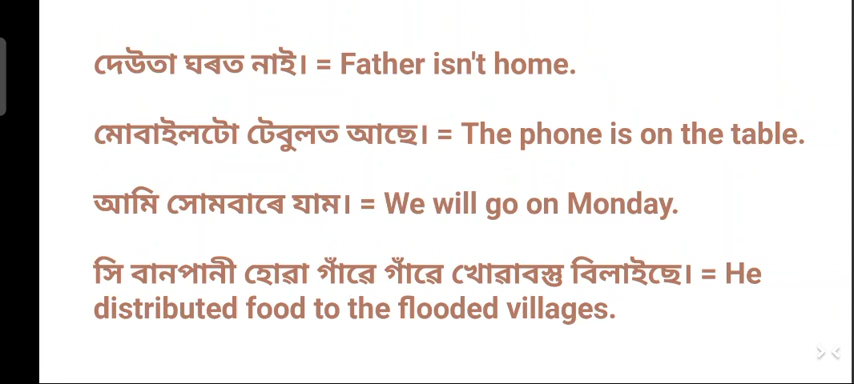 দেউতা ঘৰত নাই। = Father isn't home.
মোবাইলটো টেবুলত আছে। = The phone is on the table.
আমি সোমবাৰে যাম। = We will go on Monday.
সি বানপানী হোৱা গাঁৱে গাঁৱে খোৱাবস্তু বিলাইছে। = He
distributed food to the flooded villages.